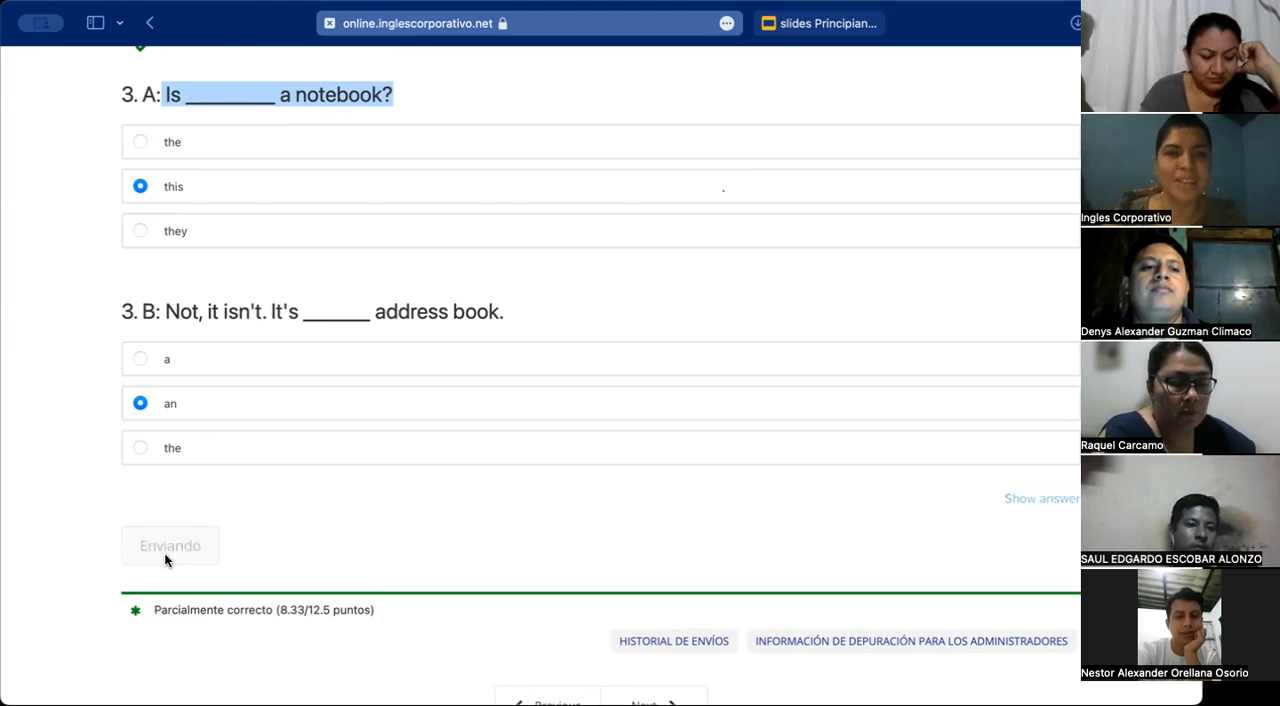 online.inglescorporativo.net
slides Principian...
3. A: Is _________ a notebook?
the
this
they
3. B: Not, it isn't. It's _______ address book.
a
an
the
Show answer
Enviando
Parcialmente correcto (8.33/12.5 puntos)
HISTORIAL DE ENVÍOS
INFORMACIÓN DE DEPURACIÓN PARA LOS ADMINISTRADORES
Previous
Next
Ingles Corporativo
Denys Alexander Guzman Climaco
Raquel Carcamo
SAUL EDGARDO ESCOBAR ALONZO
Nestor Alexander Orellana Osorio